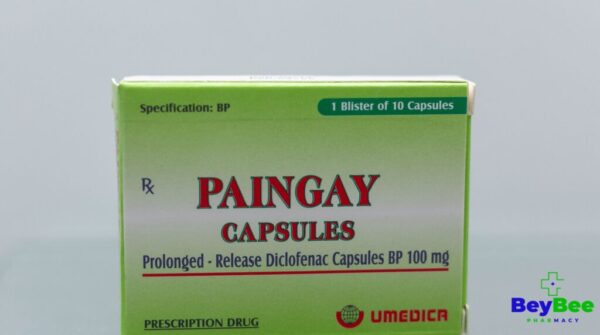 Specification: BP
1 Blister of 10 Capsules
Rx
PAINGAY
CAPSULES
Prolonged - Release Diclofenac Capsules BP 100 mg
PRESCRIPTION DRUG
UMEDICA
BeyBee
PHARMACY